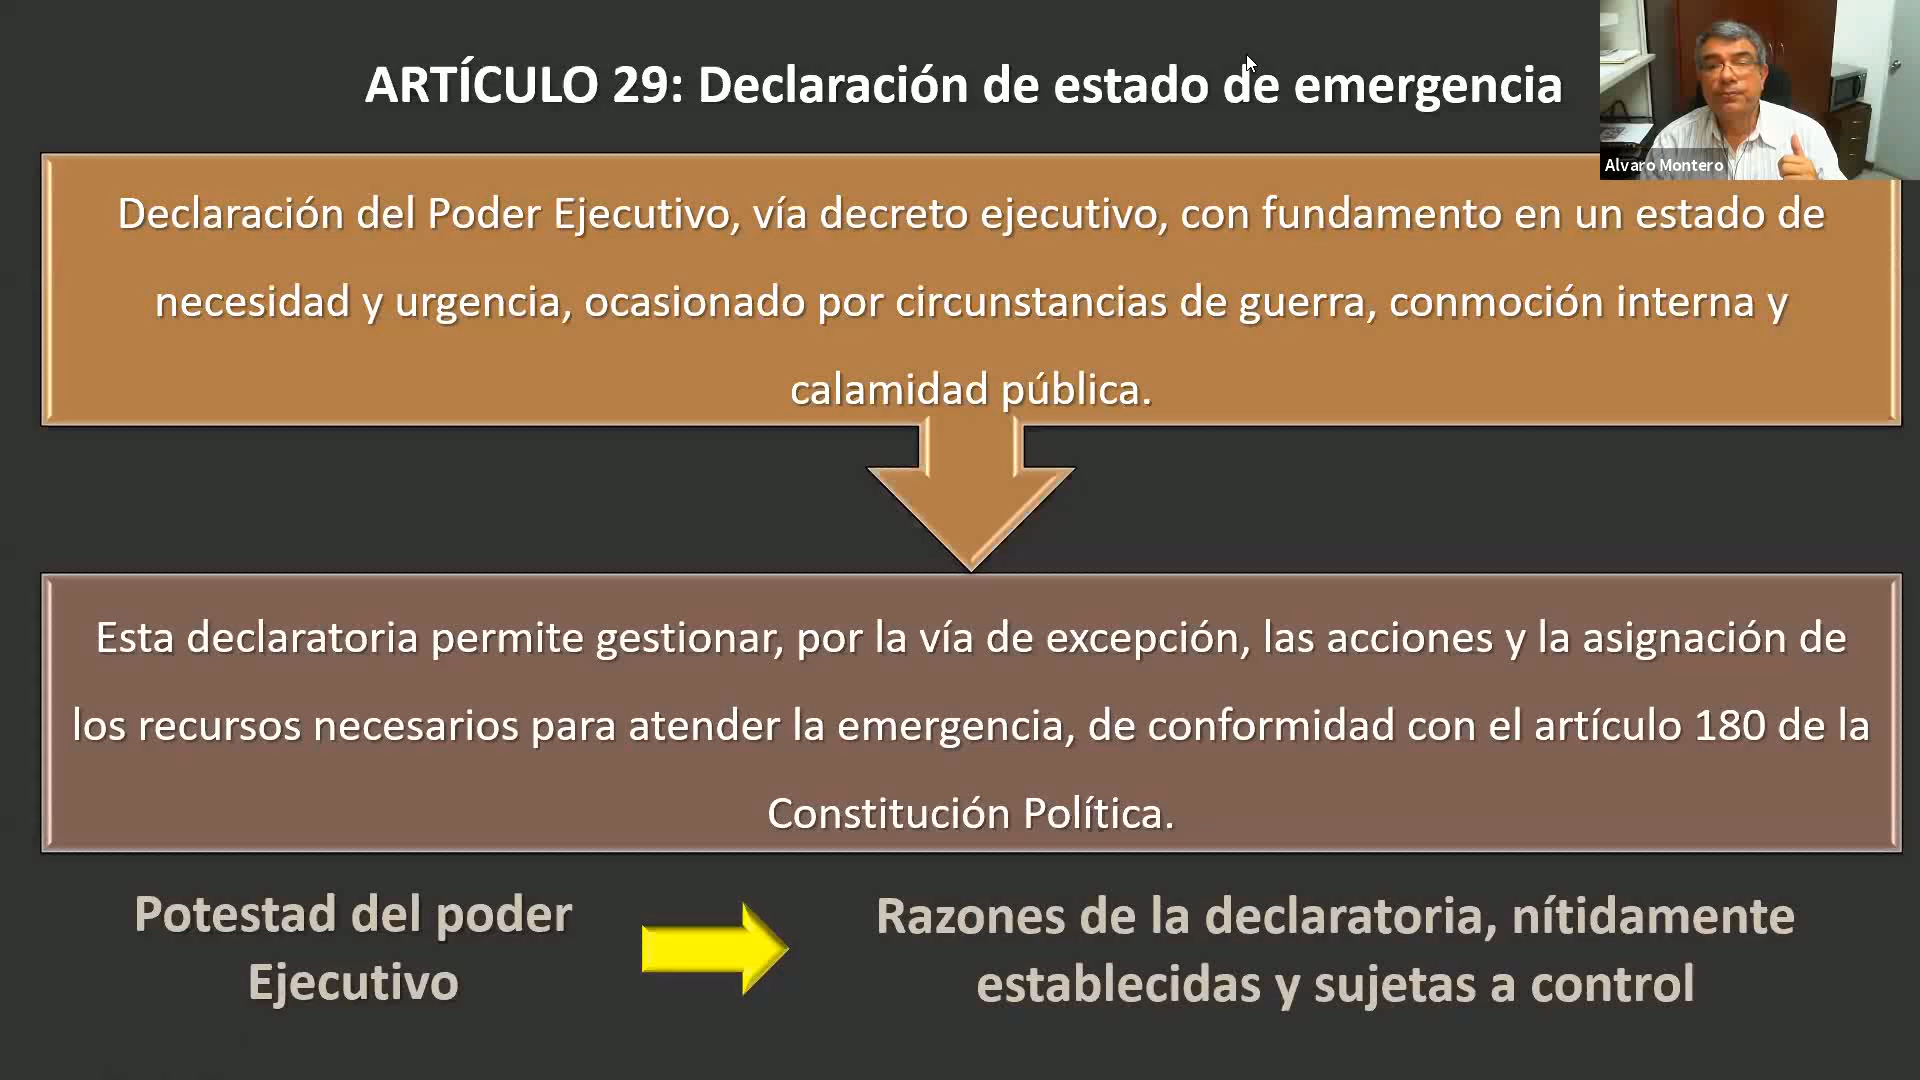 ARTÍCULO 29: Declaración de estado de emergencia
Alvaro Montero
Declaración del Poder Ejecutivo, vía decreto ejecutivo, con fundamento en un estado de
necesidad y urgencia, ocasionado por circunstancias de guerra, conmoción interna y
calamidad pública.
Esta declaratoria permite gestionar, por la vía de excepción, las acciones y la asignación de
los recursos necesarios para atender la emergencia, de conformidad con el artículo 180 de la
Constitución Política.
Potestad del poder
Ejecutivo
Razones de la declaratoria, nítidamente
establecidas y sujetas a control